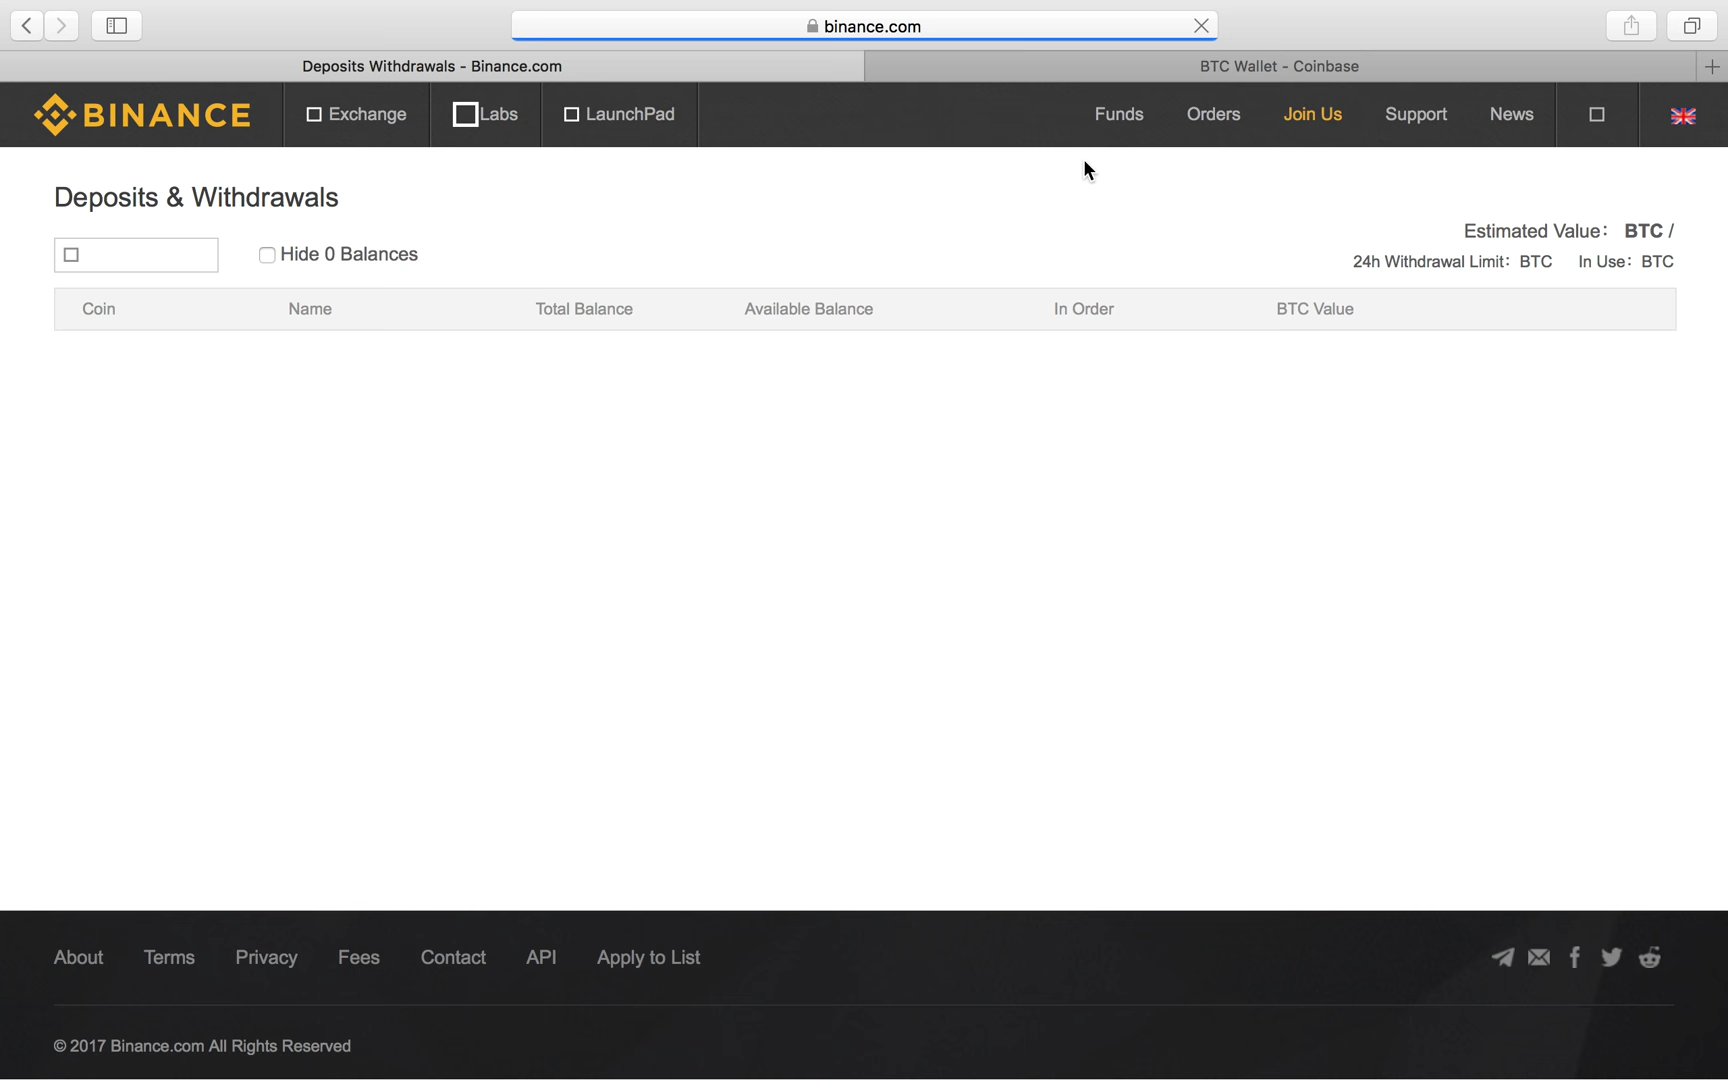 binance.com
Deposits Withdrawals - Binance.com
BTC Wallet - Coinbase
BINANCE
Exchange
Labs
LaunchPad
Funds
Orders
Join Us
Support
News
Deposits & Withdrawals
Estimated Value: BTC /
Hide 0 Balances
24h Withdrawal Limit: BTC In Use: BTC
Coin
Name
Total Balance
Available Balance
In Order
BTC Value
About
Terms
Privacy
Fees
Contact
API
Apply to List
© 2017 Binance.com All Rights Reserved